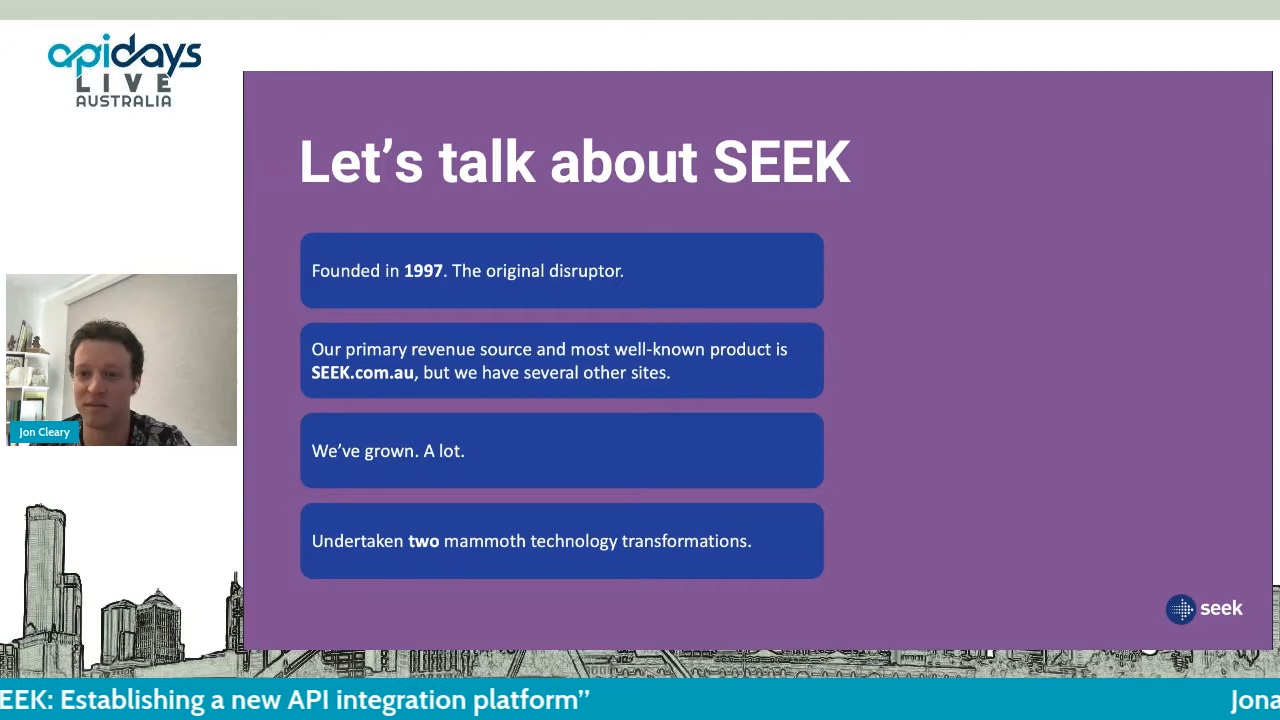 apidays
LIVE
AUSTRALIA
Let’s talk about SEEK
Founded in 1997. The original disruptor.
Our primary revenue source and most well-known product is
SEEK.com.au, but we have several other sites.
We’ve grown. A lot.
Undertaken two mammoth technology transformations.
Jon Cleary
seek
EEK: Establishing a new API integration platform”
Jona